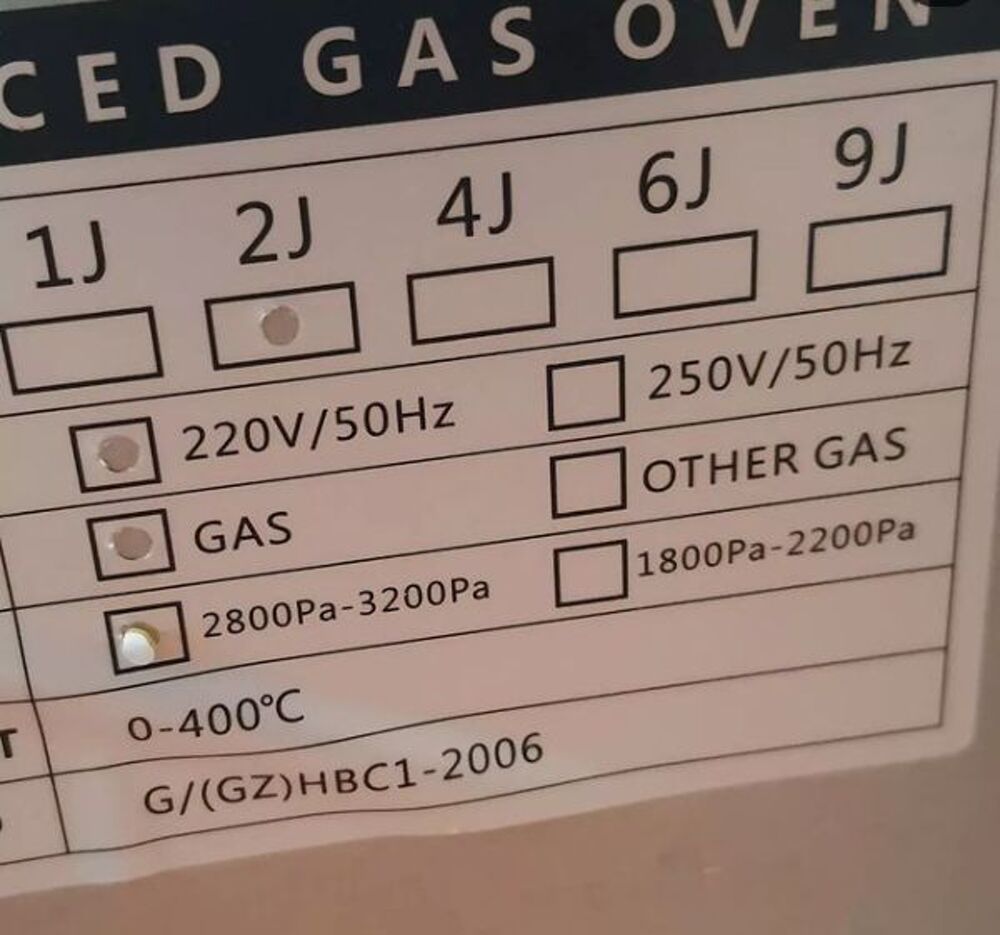 CED GAS OVEN
1J 2J 4J 6J 9J
220V/50Hz 250V/50Hz
GAS OTHER GAS
2800Pa-3200Pa 1800Pa-2200Pa
T 0-400℃
G/(GZ)HBC1-2006